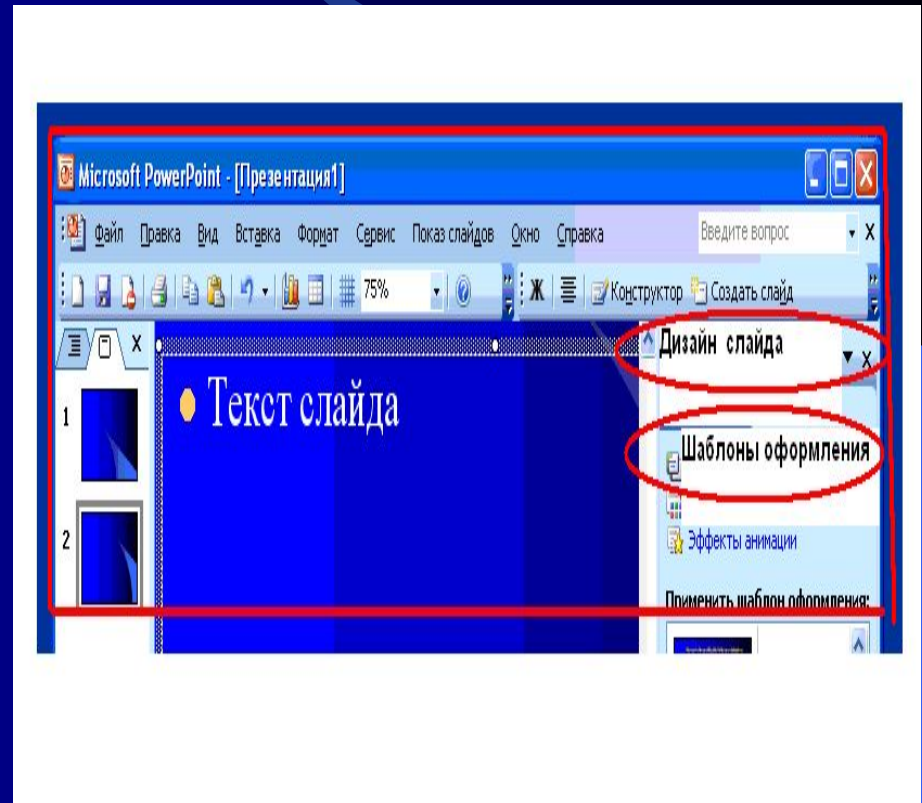 Microsoft PowerPoint - [Презентация1]
Файл Правка Вид Вставка Формат Сервис Показ слайдов Окно Справка Введите вопрос
75% Ж Конструктор Создать слайд
Дизайн слайда
1
Текст слайда
Шаблоны оформления
2
Эффекты анимации
Применить шаблон оформления: